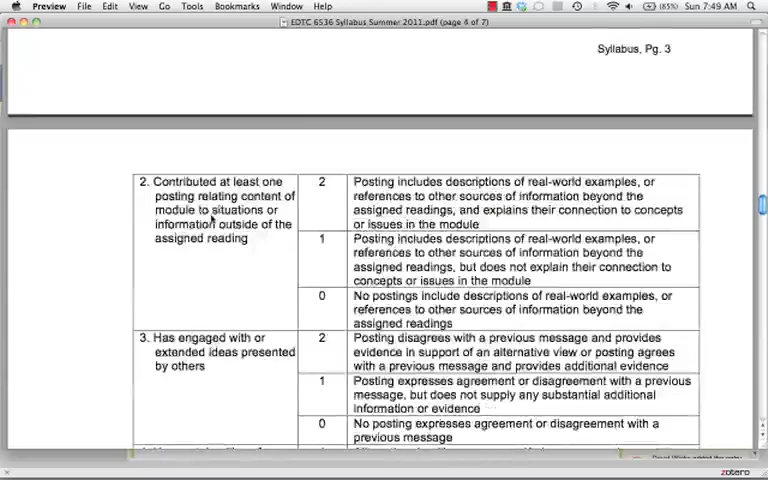 Preview File Edit View Go Tools Bookmarks Window Help (85%) Sun 7:49 AM
EDTC 6536 Syllabus Summer 2011.pdf (page 4 of 7)
Syllabus, Pg. 3
2. Contributed at least one
posting relating content of
module to situations or
information outside of the
assigned reading
2
Posting includes descriptions of real-world examples, or
references to other sources of information beyond the
assigned readings, and explains their connection to concepts
or issues in the module
1
Posting includes descriptions of real-world examples, or
references to other sources of information beyond the
assigned readings, but does not explain their connection to
concepts or issues in the module
0
No postings include descriptions of real-world examples, or
references to other sources of information beyond the
assigned readings
3. Has engaged with or
extended ideas presented
by others
2
Posting disagrees with a previous message and provides
evidence in support of an alternative view or posting agrees
with a previous message and provides additional evidence
1
Posting expresses agreement or disagreement with a previous
message, but does not supply any substantial additional
information or evidence
0
No posting expresses agreement or disagreement with a
previous message
zotero